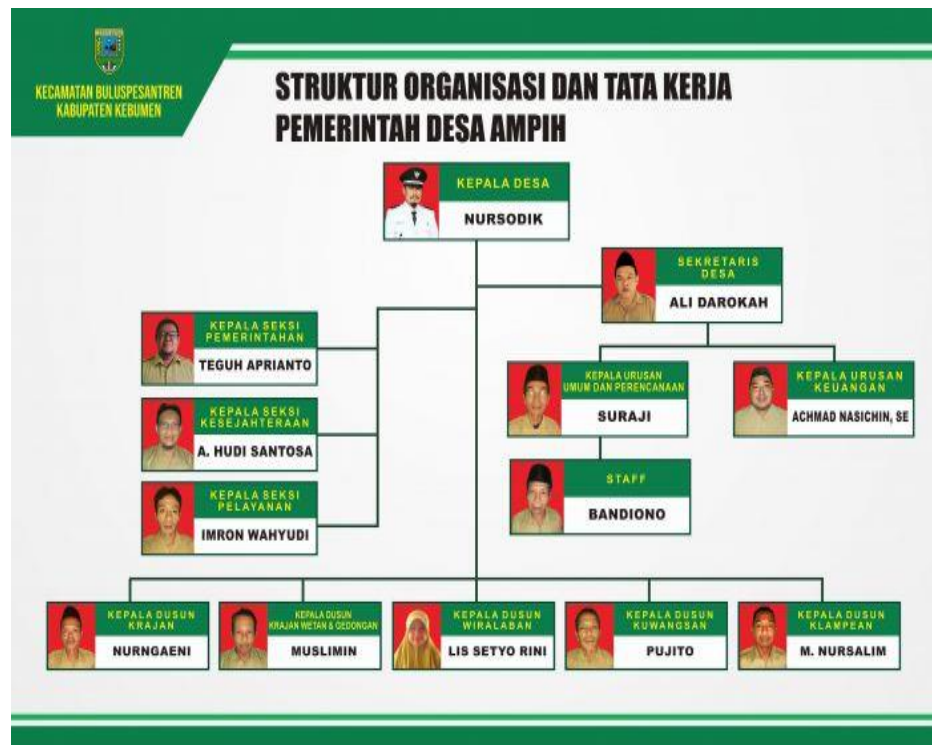 KECAMATAN BULUSPESANTREN
KABUPATEN KEBUMEN
STRUKTUR ORGANISASI DAN TATA KERJA
PEMERINTAH DESA AMPIH
KEPALA DESA
NURSODIK
SEKRETARIS
DESA
ALI DAROKAH
KEPALA SEKSI
PEMERINTAHAN
TEGUH APRIANTO
KEPALA SEKSI
KESEJAHTERAAN
A. HUDI SANTOSA
KEPALA SEKSI
PELAYANAN
IMRON WAHYUDI
KEPALA URUSAN
UMUM DAN PERENCANAAN
SURAJI
KEPALA URUSAN
KEUANGAN
ACHMAD NASICHIN, SE
STAFF
BANDIONO
KEPALA DUSUN
KRAJAN
NURNGAENI
KEPALA DUSUN
KRAJAN WETAN & GEDONGAN
MUSLIMIN
KEPALA DUSUN
WIRALABAN
LIS SETYO RINI
KEPALA DUSUN
KUWANGSAN
PUJITO
KEPALA DUSUN
KLAMPEAN
M. NURSALIM